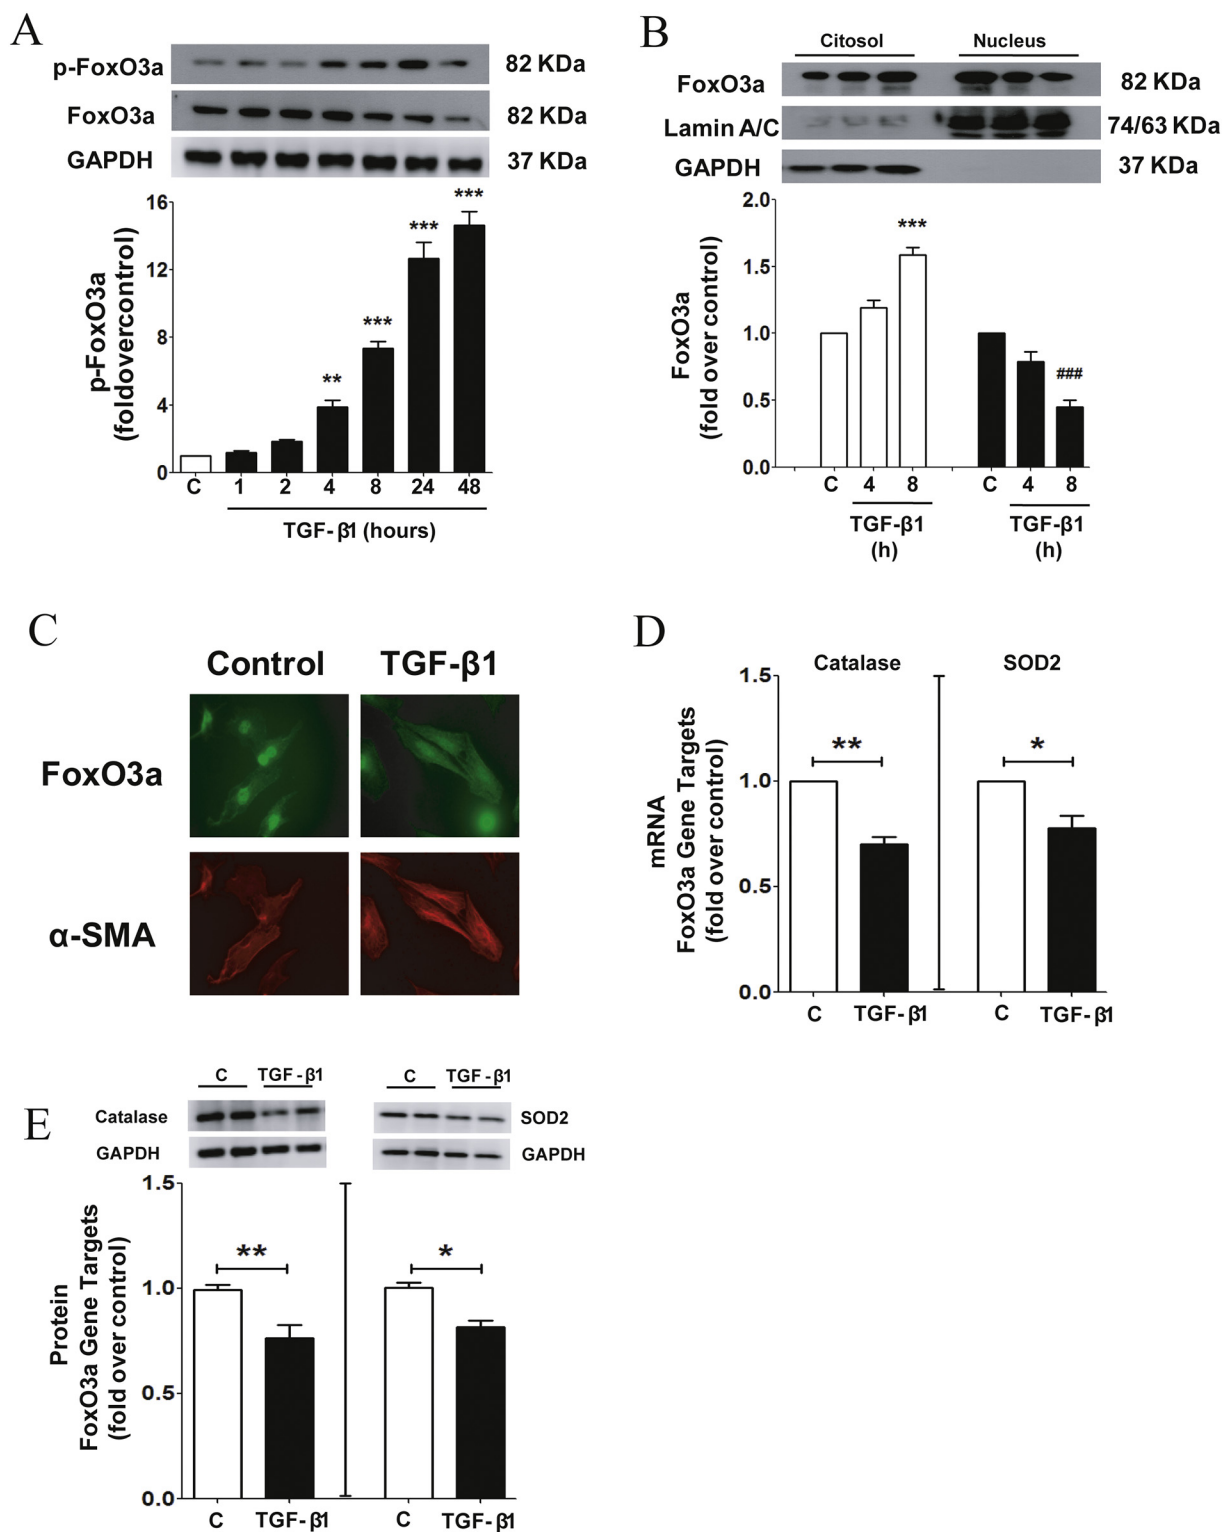 A
p-FoxO3a 82 KDa
FoxO3a 82 KDa
GAPDH 37 KDa
p-FoxO3a
(foldovercontrol)
16
12
8
4
0
** *** *** ***
C 1 2 4 8 24 48
TGF-β1 (hours)
B
Citosol Nucleus
FoxO3a 82 KDa
Lamin A/C 74/63 KDa
GAPDH 37 KDa
FoxO3a
(fold over control)
2.0
1.5
1.0
0.5
0.0
*** ###
C 4 8 C 4 8
TGF-β1 TGF-β1
(h) (h)
C
Control TGF-β1
FoxO3a
α-SMA
D
Catalase SOD2
mRNA
FoxO3a Gene Targets
(fold over control)
1.5
1.0
0.5
0.0
** *
C TGF-β1 C TGF-β1
E
C TGF-β1 C TGF-β1
Catalase SOD2
GAPDH GAPDH
Protein
FoxO3a Gene Targets
(fold over control)
1.5
1.0
0.5
0.0
** *
C TGF-β1 C TGF-β1